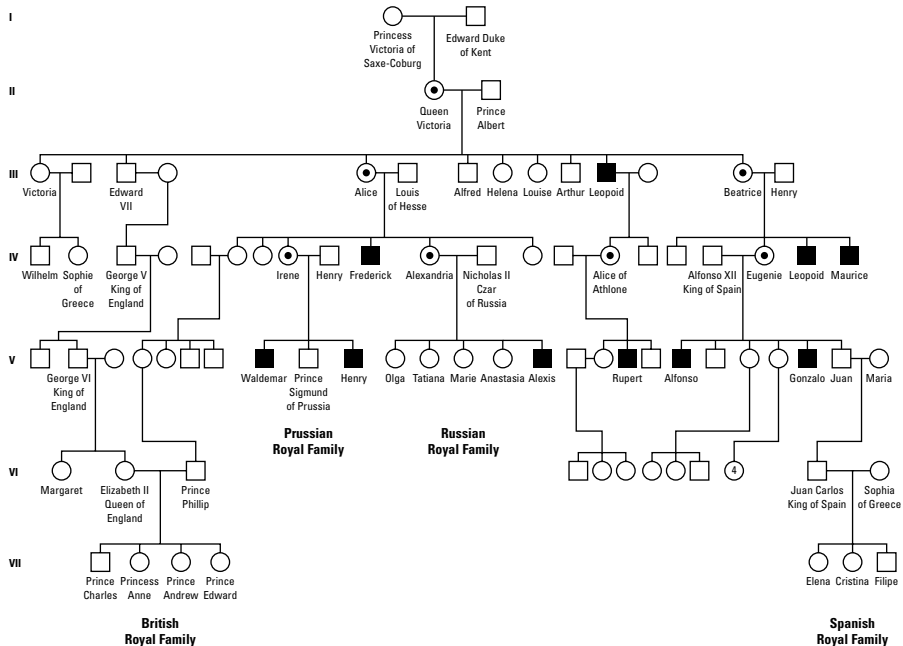 I
Princess
Victoria of
Saxe-Coburg
Edward Duke
of Kent
II
Queen
Victoria
Prince
Albert
III
Victoria
Edward
VII
Alice
Louis
of Hesse
Alfred
Helena
Louise
Arthur
Leopoid
Beatrice
Henry
IV
Wilhelm
Sophie
of
Greece
George V
King of
England
Irene
Henry
Frederick
Alexandria
Nicholas II
Czar
of Russia
Alice of
Athlone
Alfonso XII
King of Spain
Eugenie
Leopoid
Maurice
V
George VI
King of
England
Waldemar
Prince
Sigmund
of Prussia
Henry
Olga
Tatiana
Marie
Anastasia
Alexis
Rupert
Alfonso
Gonzalo
Juan
Maria
Prussian
Royal Family
Russian
Royal Family
VI
Margaret
Elizabeth II
Queen of
England
Prince
Phillip
4
Juan Carlos
King of Spain
Sophia
of Greece
VII
Prince
Charles
Princess
Anne
Prince
Andrew
Prince
Edward
Elena
Cristina
Filipe
British
Royal Family
Spanish
Royal Family